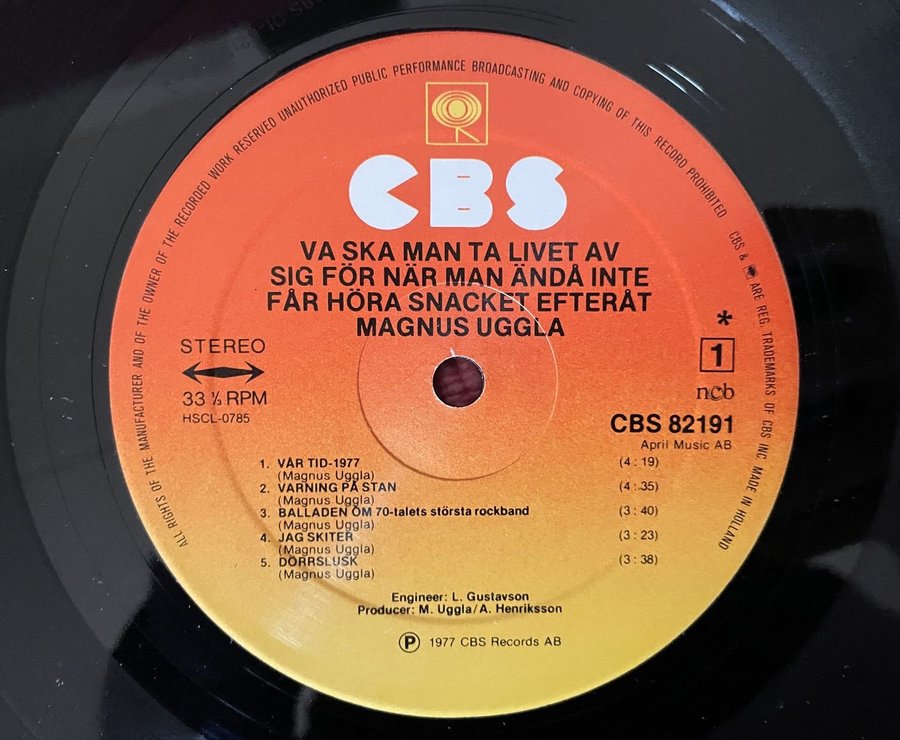 ALL RIGHTS OF THE MANUFACTURER AND OF THE OWNER OF THE RECORDED WORK RESERVED UNAUTHORIZED PUBLIC PERFORMANCE BROADCASTING AND COPYING OF THIS RECORD PROHIBITED
CBS & ARE REG. TRADEMARKS OF CBS INC. MADE IN HOLLAND
CBS
VA SKA MAN TA LIVET AV
SIG FÖR NÄR MAN ÄNDÅ INTE
FÅR HÖRA SNACKET EFTERÅT
MAGNUS UGGLA
STEREO
33 ⅓ RPM
HSCL-0785
*
1
ncb
CBS 82191
April Music AB
1. VÅR TID-1977 (4:19)
(Magnus Uggla)
2. VARNING PÅ STAN (4:35)
(Magnus Uggla)
3. BALLADEN OM 70-talets största rockband (3:40)
(Magnus Uggla)
4. JAG SKITER (3:23)
(Magnus Uggla)
5. DÖRRSLUSK (3:38)
(Magnus Uggla)
Engineer: L. Gustavson
Producer: M. Uggla/A. Henriksson
Ⓟ 1977 CBS Records AB